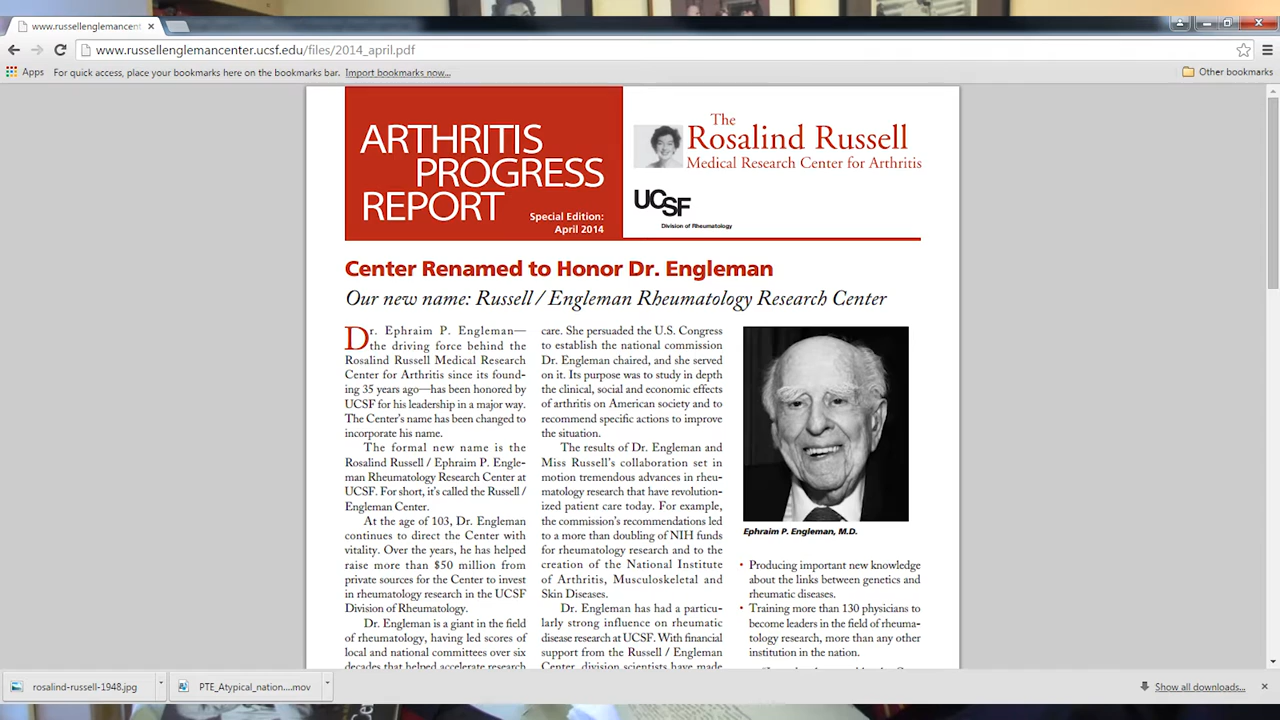 www.russellenglemancent
www.russellenglemancenter.ucsf.edu/files/2014_april.pdf
Apps
For quick access, place your bookmarks here on the bookmarks bar. Import bookmarks now...
Other bookmarks
ARTHRITIS
PROGRESS
REPORT
Special Edition:
April 2014
The
Rosalind Russell
Medical Research Center for Arthritis
UCSF
Division of Rheumatology
Center Renamed to Honor Dr. Engleman
Our new name: Russell / Engleman Rheumatology Research Center
Dr. Ephraim P. Engleman—
the driving force behind the
Rosalind Russell Medical Research
Center for Arthritis since its found-
ing 35 years ago—has been honored by
UCSF for his leadership in a major way.
The Center's name has been changed to
incorporate his name.
The formal new name is the
Rosalind Russell / Ephraim P. Engle-
man Rheumatology Research Center at
UCSF. For short, it's called the Russell /
Engleman Center.
At the age of 103, Dr. Engleman
continues to direct the Center with
vitality. Over the years, he has helped
raise more than $50 million from
private sources for the Center to invest
in rheumatology research in the UCSF
Division of Rheumatology.
Dr. Engleman is a giant in the field
of rheumatology, having led scores of
local and national committees over six
decades that helped accelerate research
care. She persuaded the U.S. Congress
to establish the national commission
Dr. Engleman chaired, and she served
on it. Its purpose was to study in depth
the clinical, social and economic effects
of arthritis on American society and to
recommend specific actions to improve
the situation.
The results of Dr. Engleman and
Miss Russell's collaboration set in
motion tremendous advances in rheu-
matology research that have revolution-
ized patient care today. For example,
the commission's recommendations led
to a more than doubling of NIH funds
for rheumatology research and to the
creation of the National Institute
of Arthritis, Musculoskeletal and
Skin Diseases.
Dr. Engleman has had a particu-
larly strong influence on rheumatic
disease research at UCSF. With financial
support from the Russell / Engleman
Center, division scientists have made
Ephraim P. Engleman, M.D.
• Producing important new knowledge
about the links between genetics and
rheumatic diseases.
• Training more than 130 physicians to
become leaders in the field of rheuma-
tology research, more than any other
institution in the nation.
rosalind-russell-1948.jpg
PTE_Atypical_nation....mov
Show all downloads...